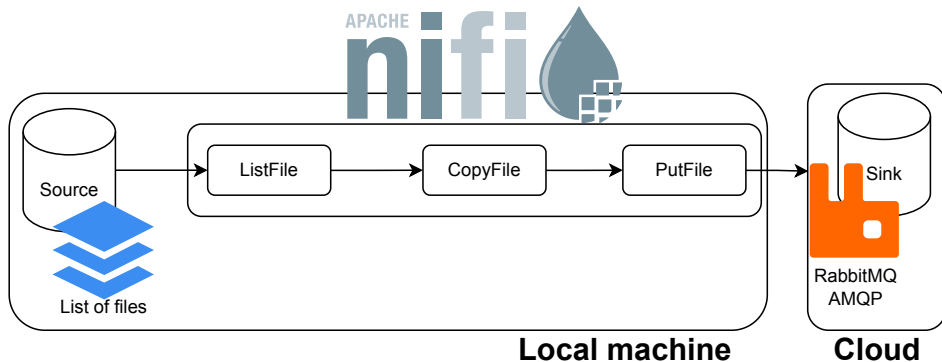 APACHE
nifi
Source
ListFile
CopyFile
PutFile
Sink
List of files
RabbitMQ
AMQP
Local machine
Cloud